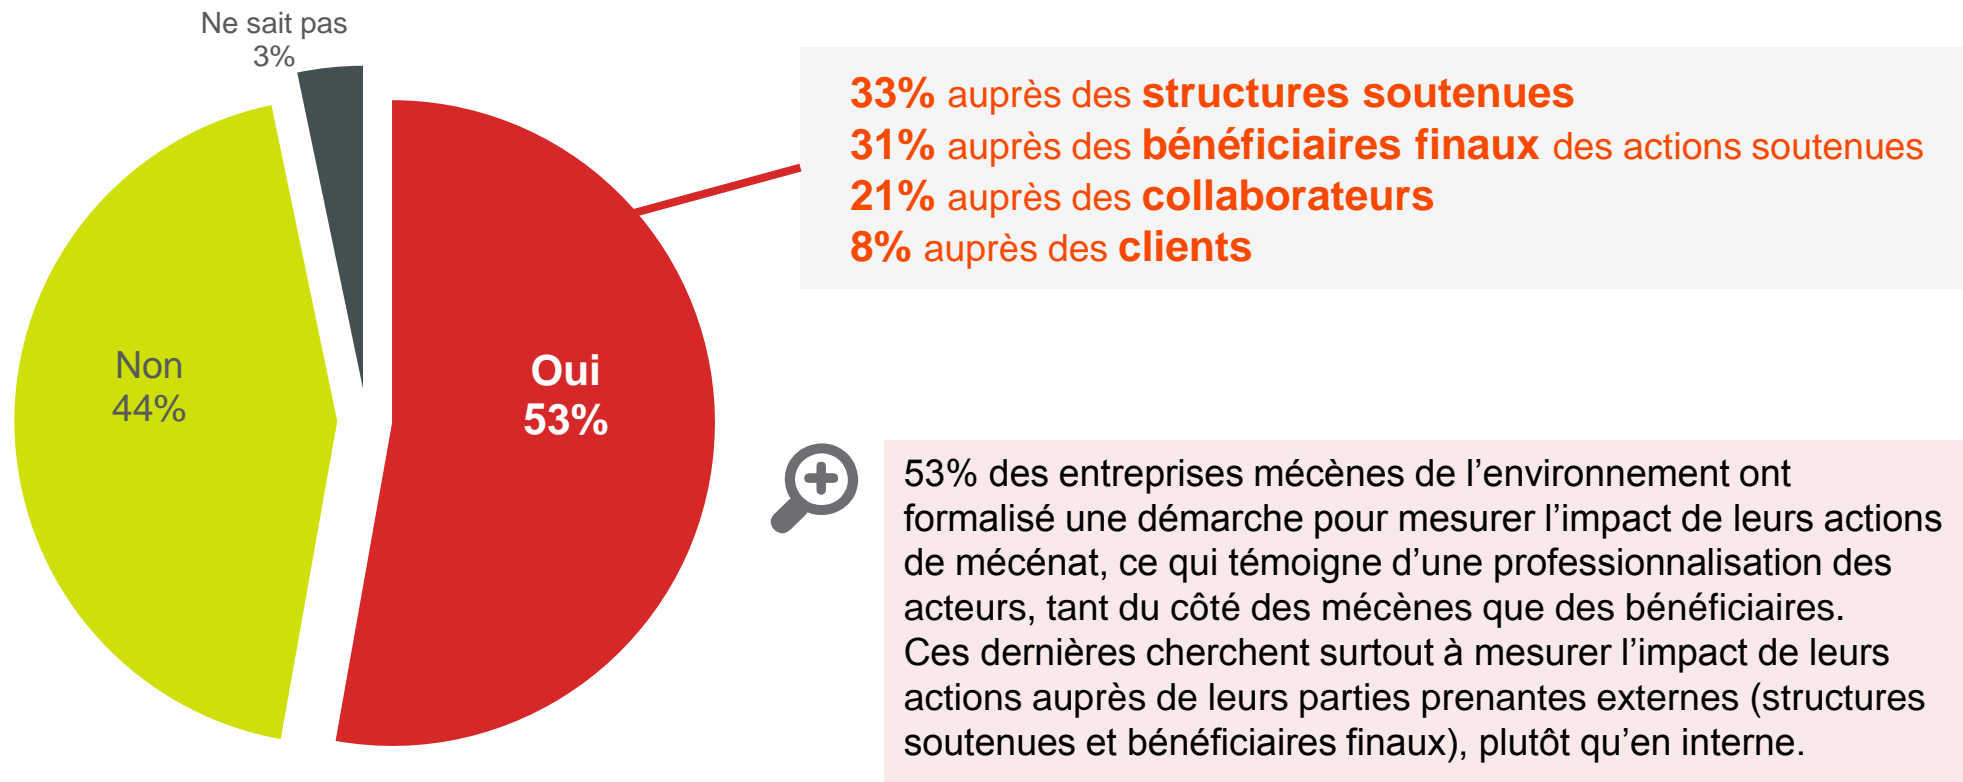 Ne sait pas
3%
Non
44%
Oui
53%
33% auprès des structures soutenues
31% auprès des bénéficiaires finaux des actions soutenues
21% auprès des collaborateurs
8% auprès des clients
53% des entreprises mécènes de l’environnement ont
formalisé une démarche pour mesurer l’impact de leurs actions
de mécénat, ce qui témoigne d’une professionnalisation des
acteurs, tant du côté des mécènes que des bénéficiaires.
Ces dernières cherchent surtout à mesurer l’impact de leurs
actions auprès de leurs parties prenantes externes (structures
soutenues et bénéficiaires finaux), plutôt qu’en interne.